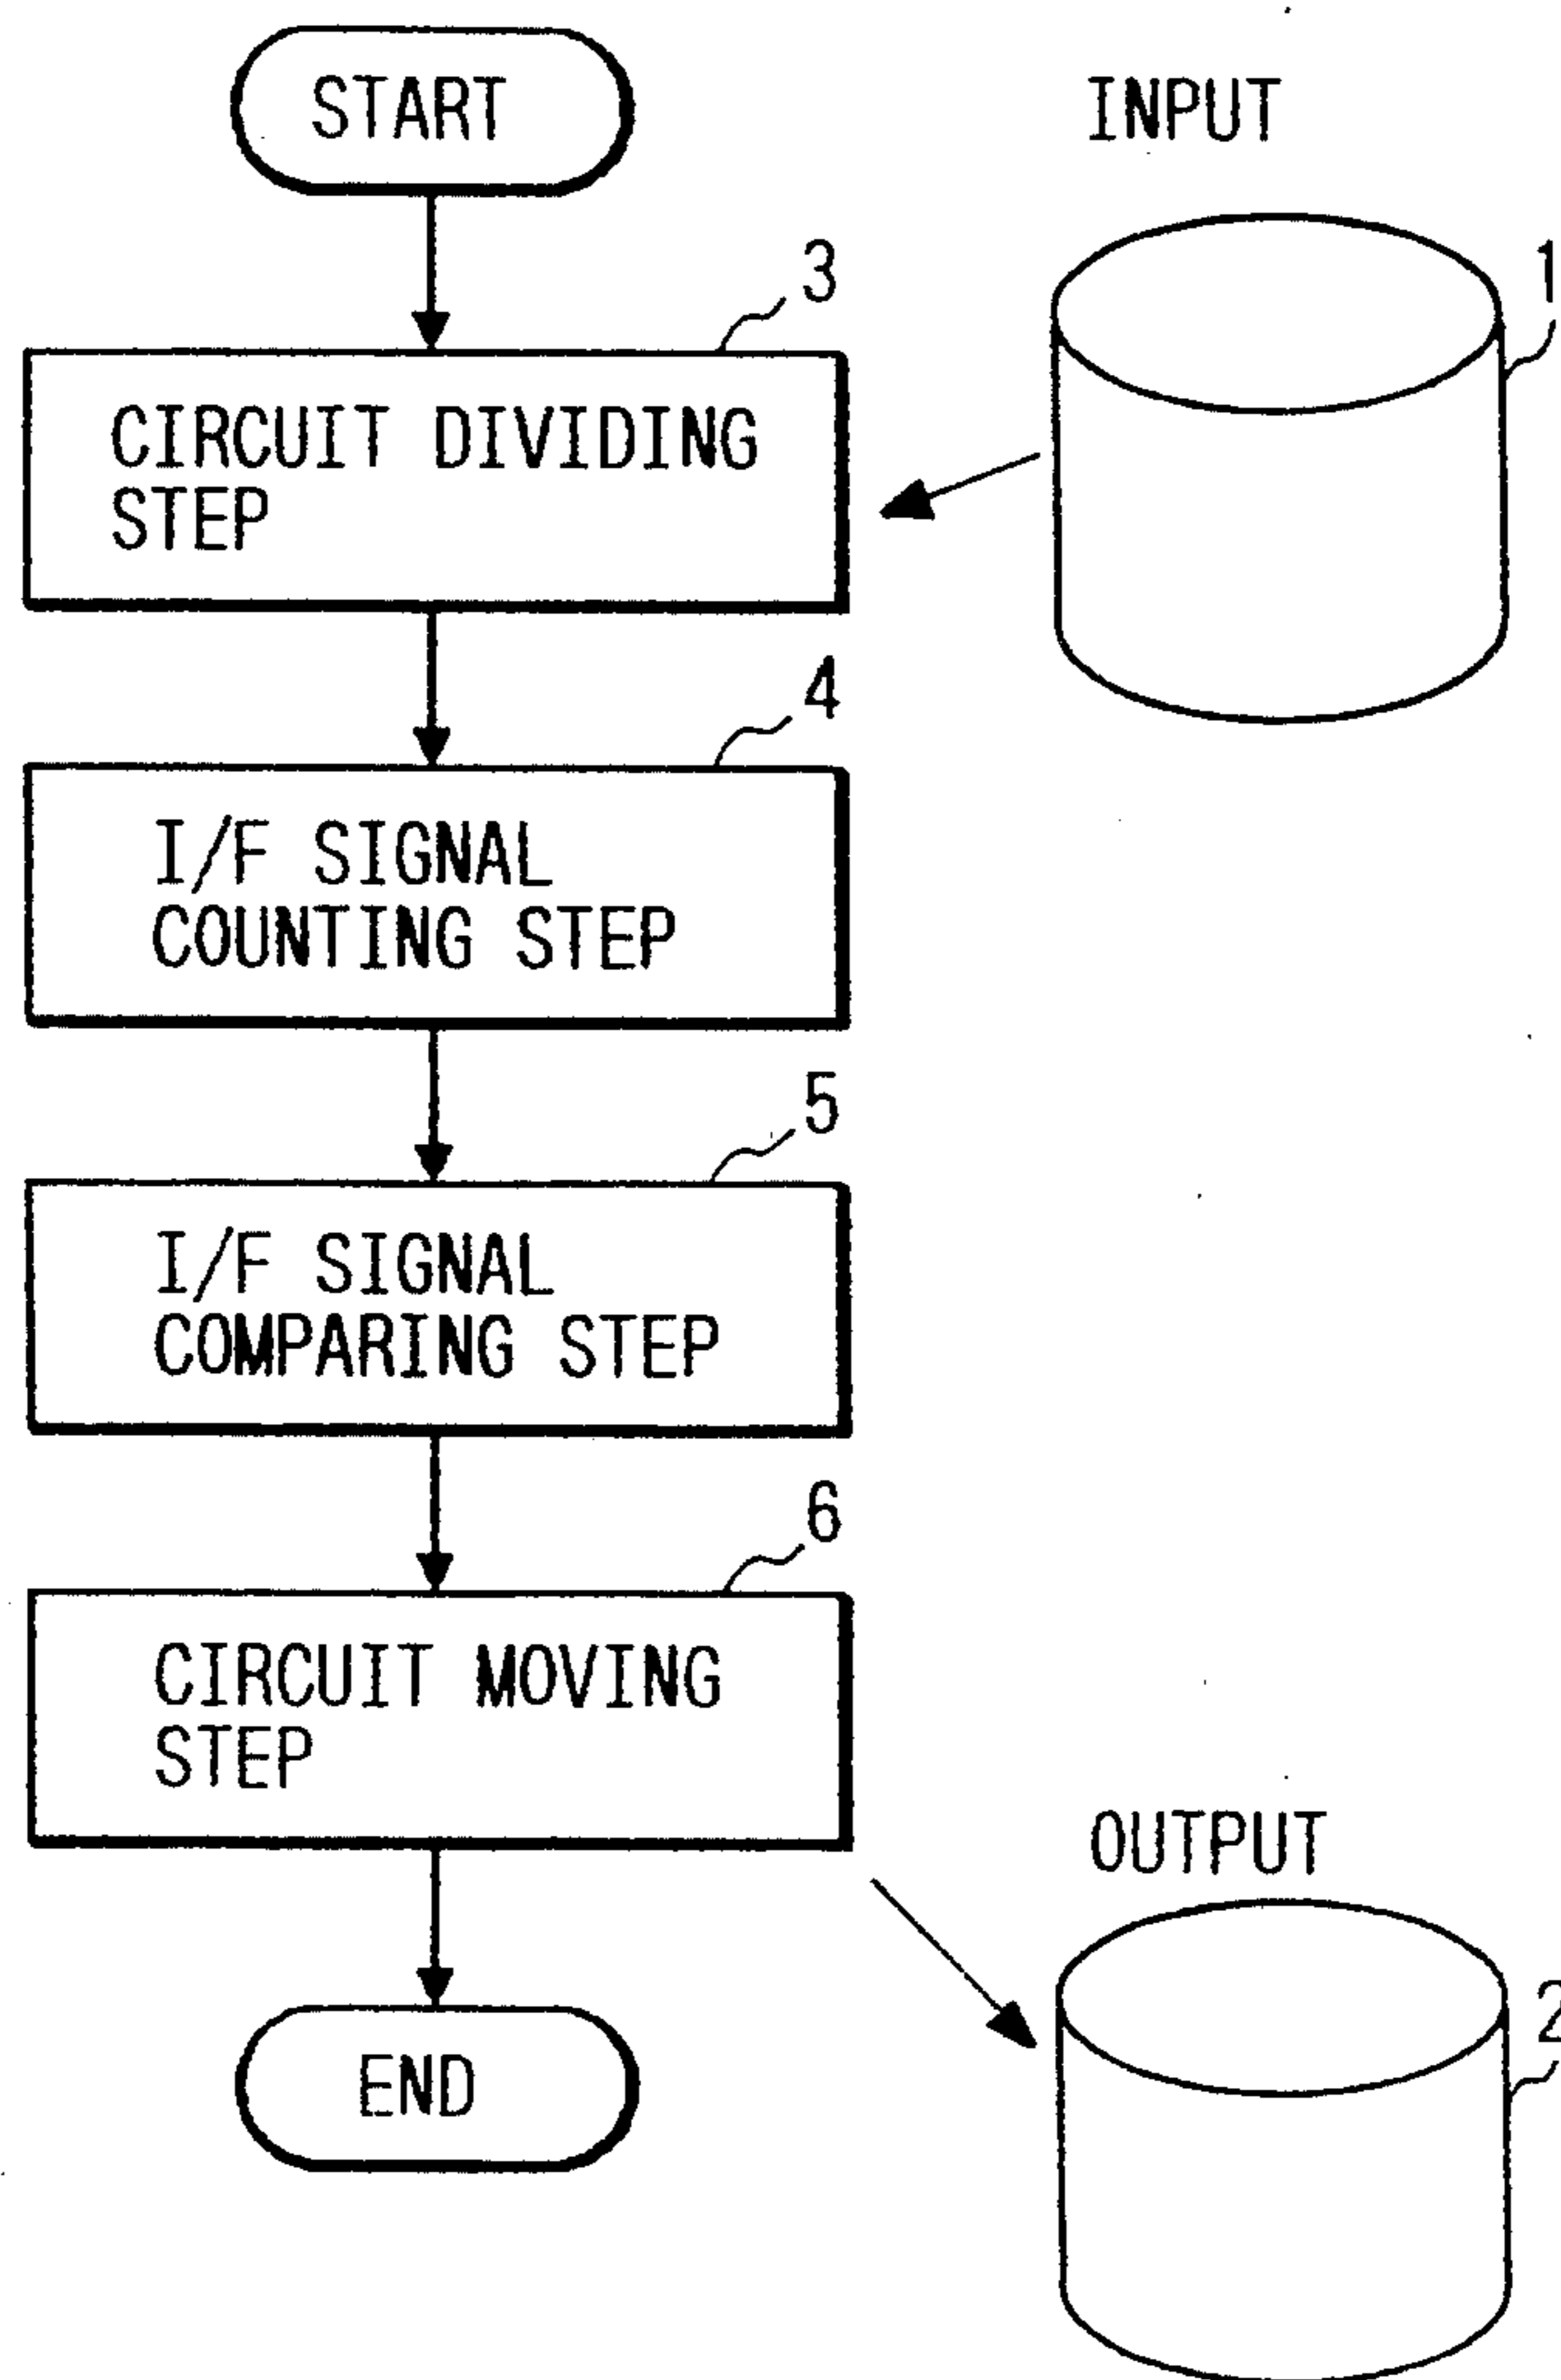 START
INPUT
3
1
CIRCUIT DIVIDING
STEP
4
I/F SIGNAL
COUNTING STEP
5
I/F SIGNAL
COMPARING STEP
6
CIRCUIT MOVING
STEP
OUTPUT
2
END